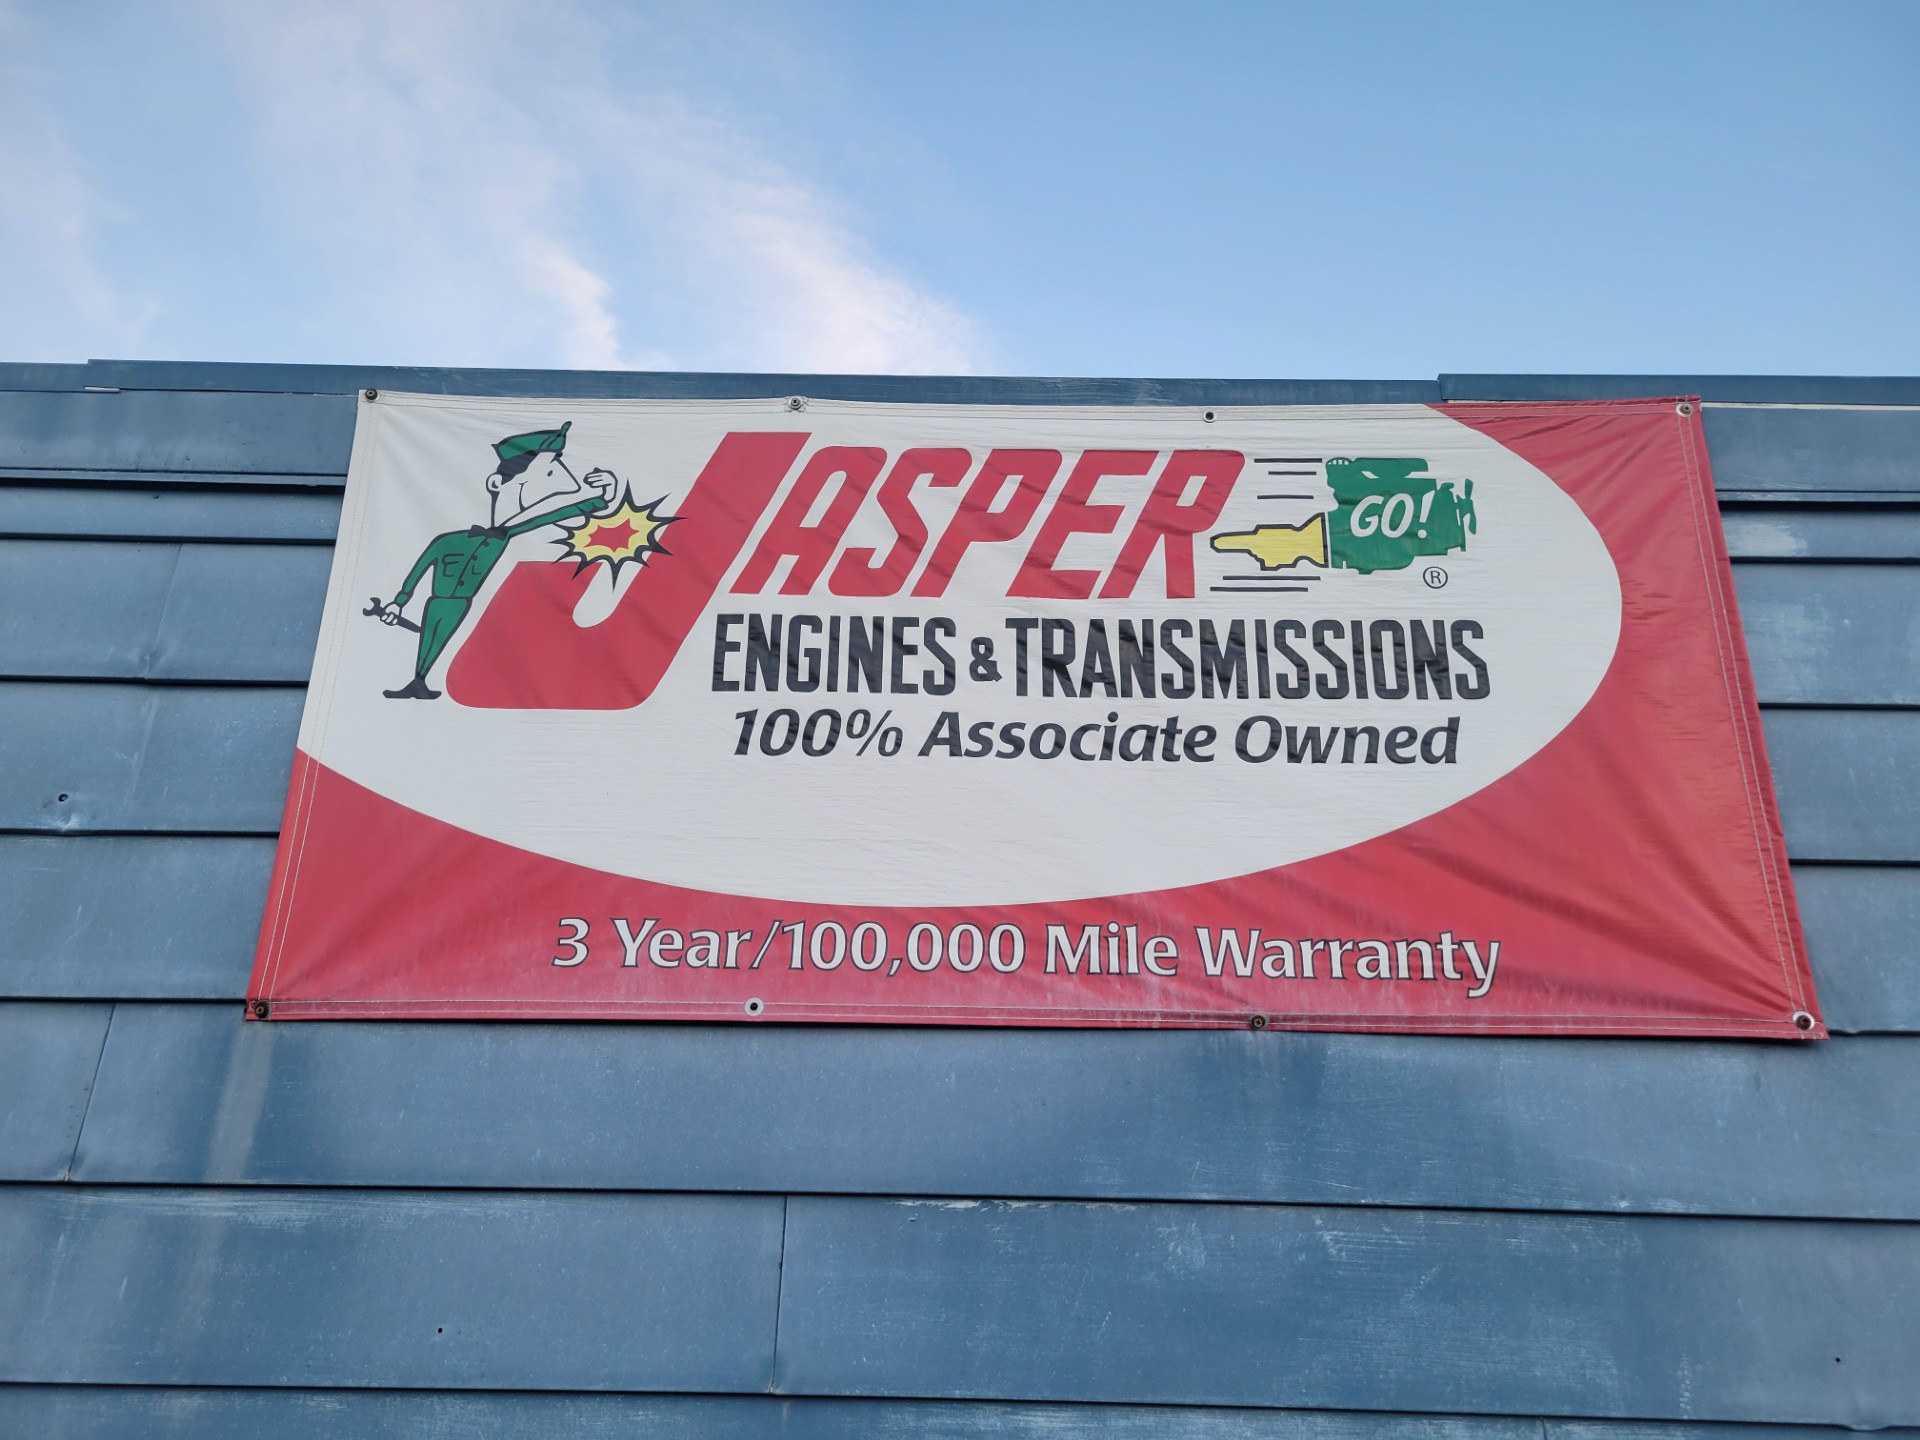 JASPER GO! ®
ENGINES & TRANSMISSIONS
100% Associate Owned
3 Year/100,000 Mile Warranty